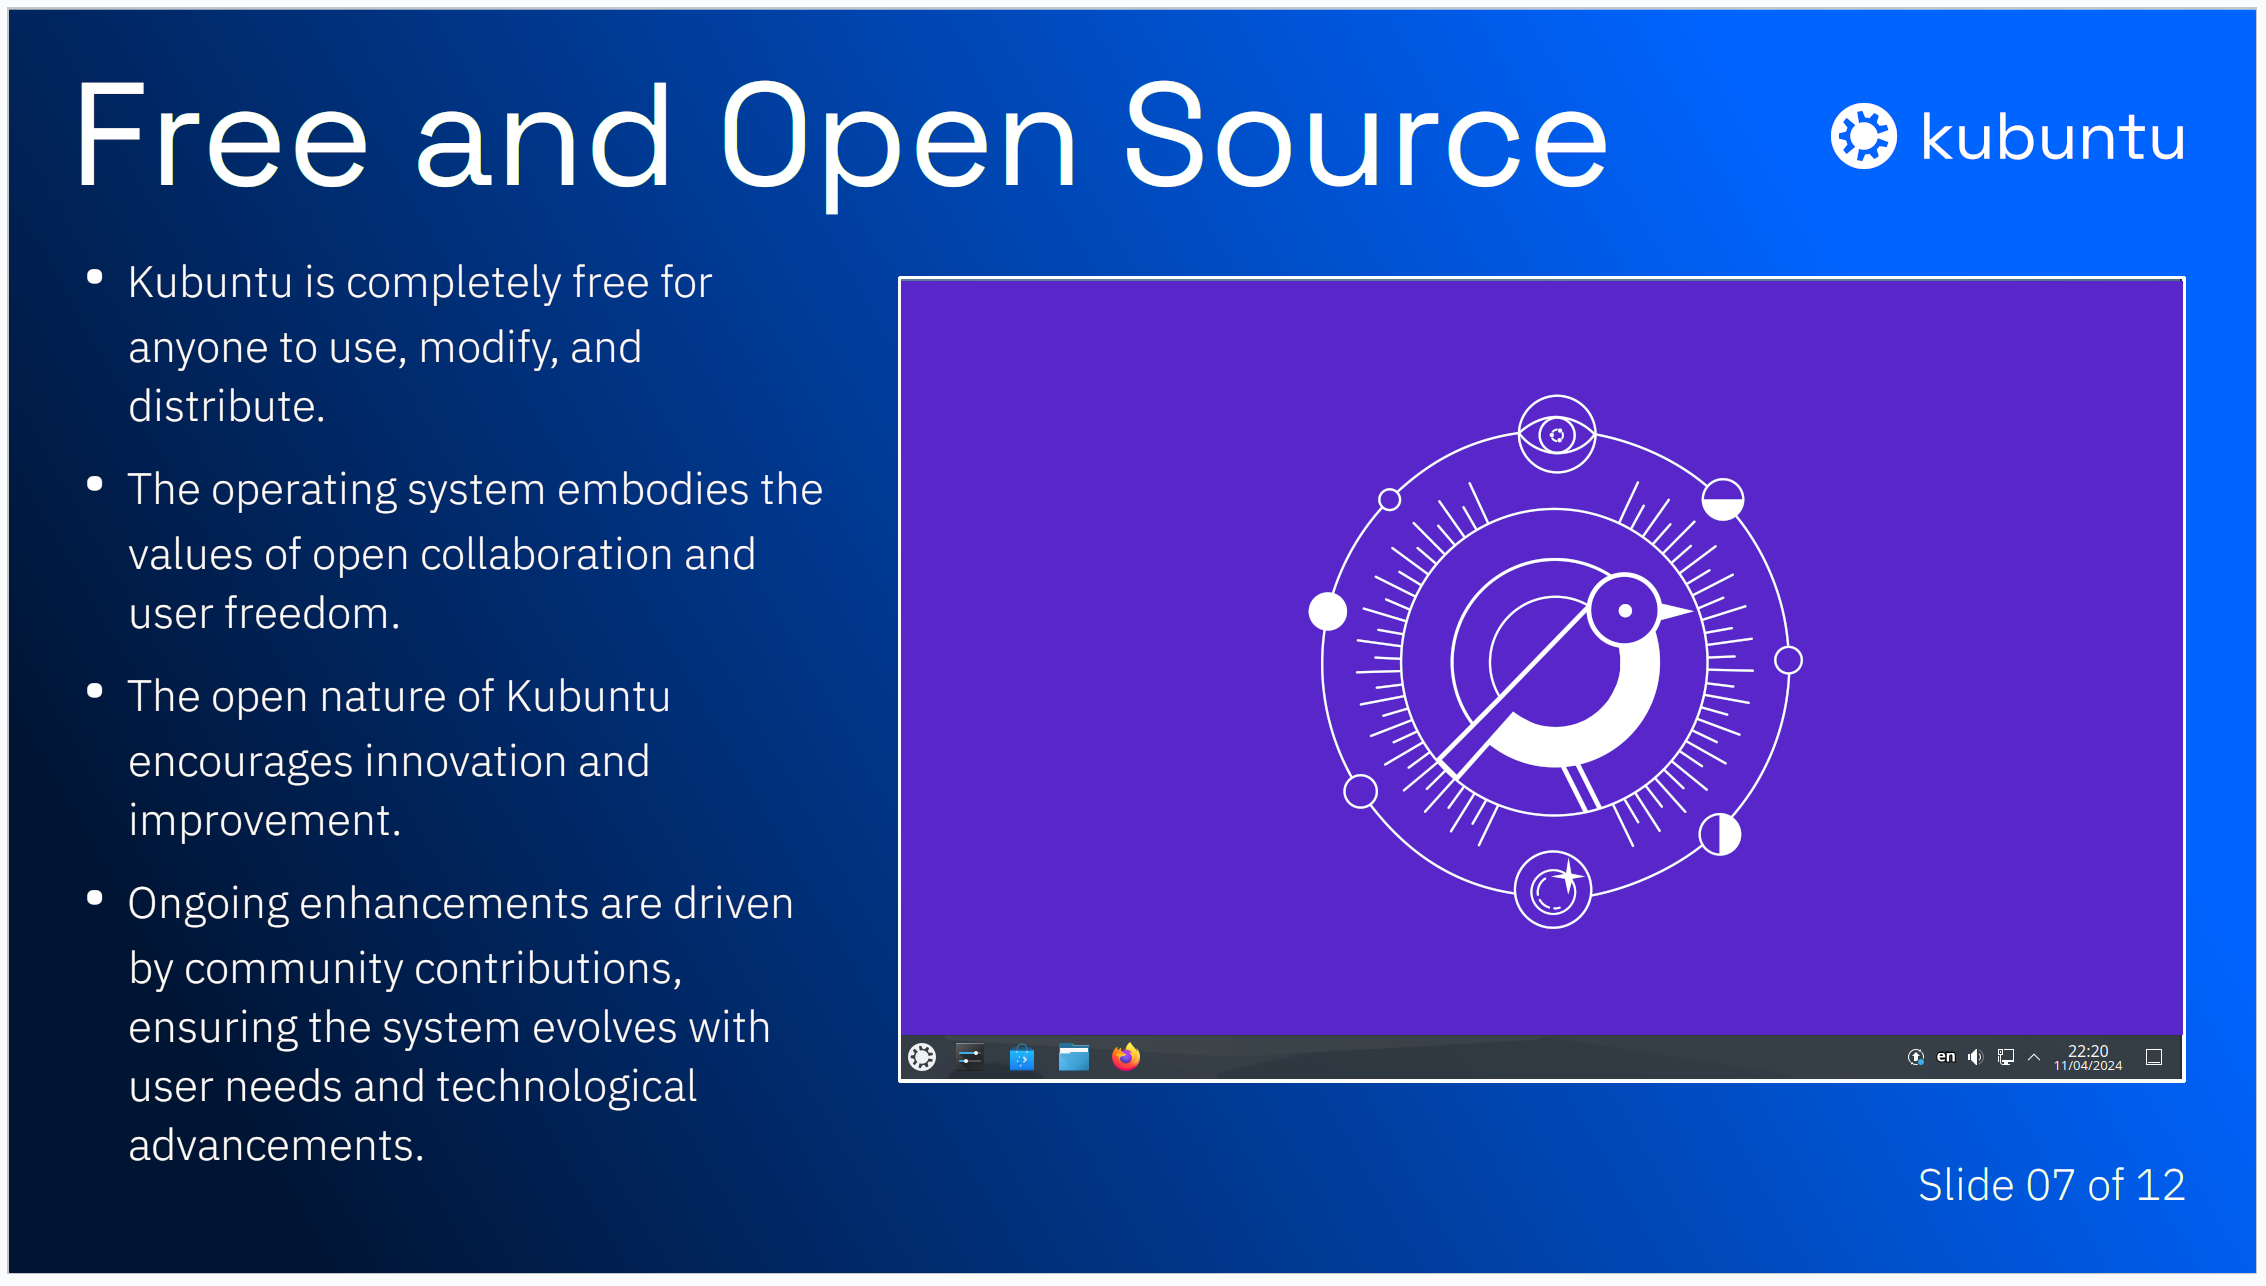 Free and Open Source
kubuntu
• Kubuntu is completely free for
anyone to use, modify, and
distribute.
• The operating system embodies the
values of open collaboration and
user freedom.
• The open nature of Kubuntu
encourages innovation and
improvement.
• Ongoing enhancements are driven
by community contributions,
ensuring the system evolves with
user needs and technological
advancements.
en
22:20
11/04/2024
Slide 07 of 12